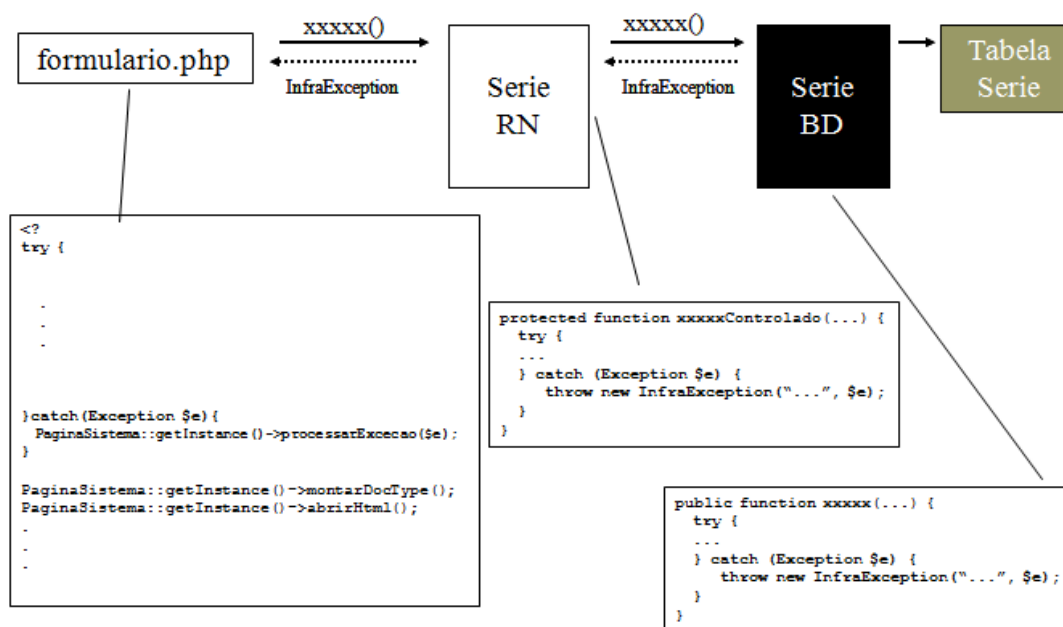 xxxxx()
xxxxx()
formulario.php
InfraException
Serie
RN
InfraException
Serie
BD
Tabela
Serie
<?
try {
.
.
.
}catch(Exception $e){
PaginaSistema::getInstance()->processarExcecao($e);
}
PaginaSistema::getInstance()->montarDocType();
PaginaSistema::getInstance()->abrirHtml();
.
.
.
protected function xxxxxControlado(...) {
try {
...
} catch (Exception $e) {
throw new InfraException(“...”, $e);
}
}
public function xxxxx(...) {
try {
...
} catch (Exception $e) {
throw new InfraException(“...”, $e);
}
}